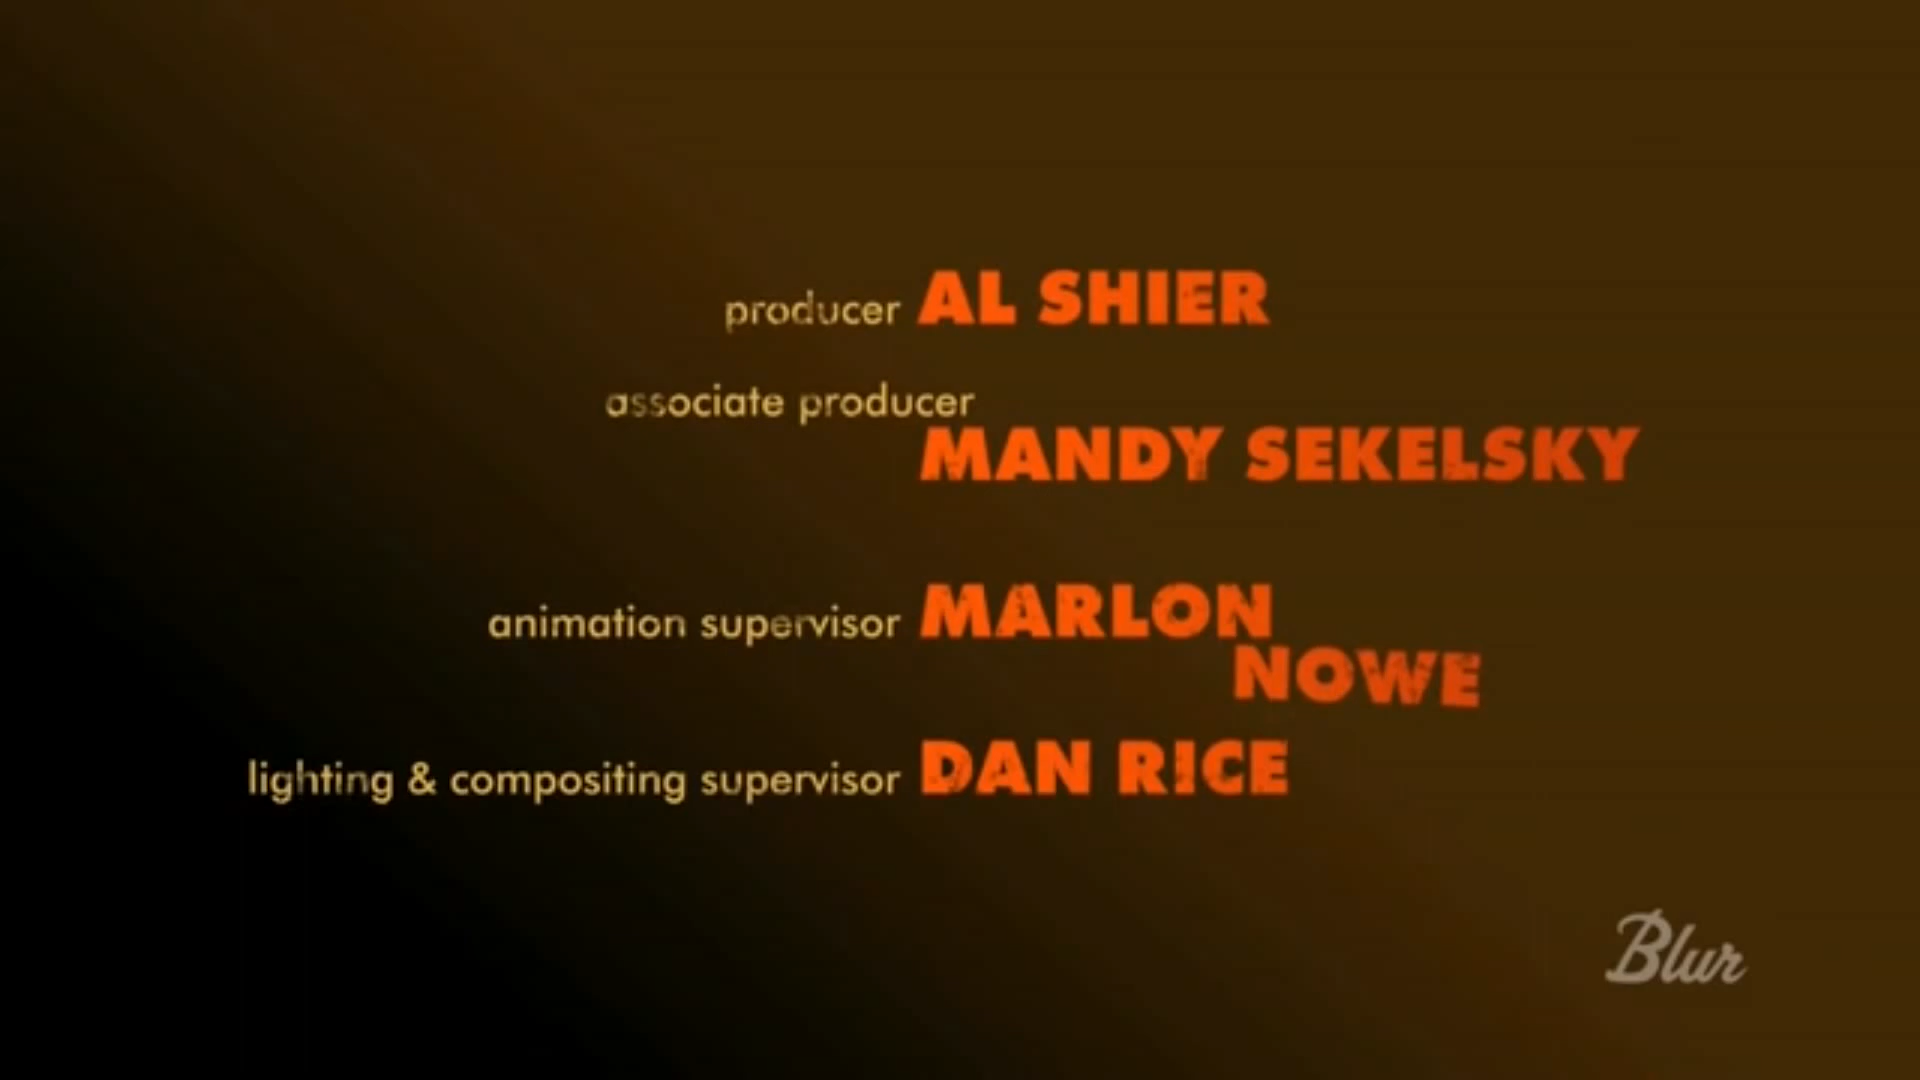 producer AL SHIER
associate producer
MANDY SEKELSKY
animation supervisor MARLON
NOWE
lighting & compositing supervisor DAN RICE
Blur